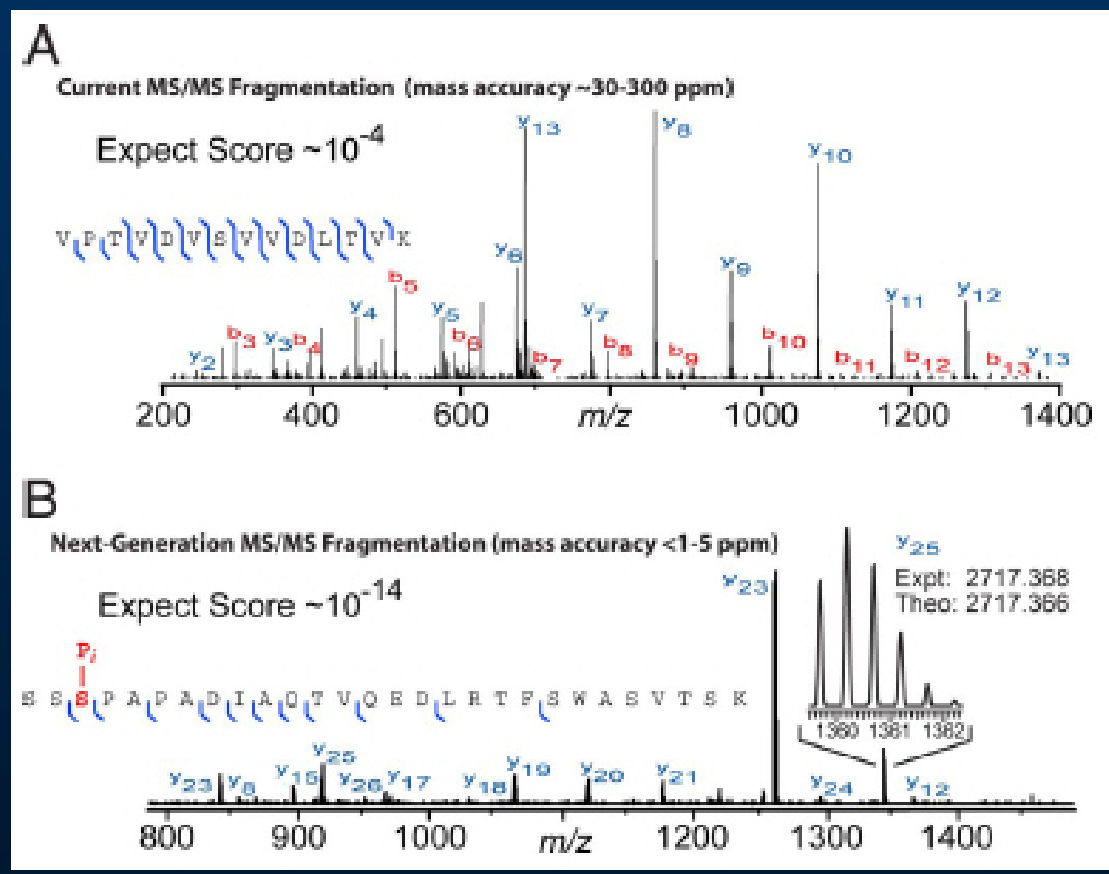 A
Current MS/MS Fragmentation (mass accuracy ~30-300 ppm)
Expect Score ~10-4
V P T V D V S V V D L T V K
y2 b3 y3 b4 y4 b5 y5 b6 y6 y13 b7 y7 b8 y8 b9 y9 b10 y10 b11 y11 b12 y12 b13 y13
200 400 600 m/z 1000 1200 1400
B
Next-Generation MS/MS Fragmentation (mass accuracy <1-5 ppm)
Expect Score ~10-14
y25
Expt: 2717.368
Theo: 2717.366
Pi
S S S P A P A D I A Q T V Q E D L R T F S W A S V T S K
1360 1361 1362
y23 y8 y15 y25 y26 y17 y18 y19 y20 y21 y23 y24 y12
800 900 1000 m/z 1200 1300 1400